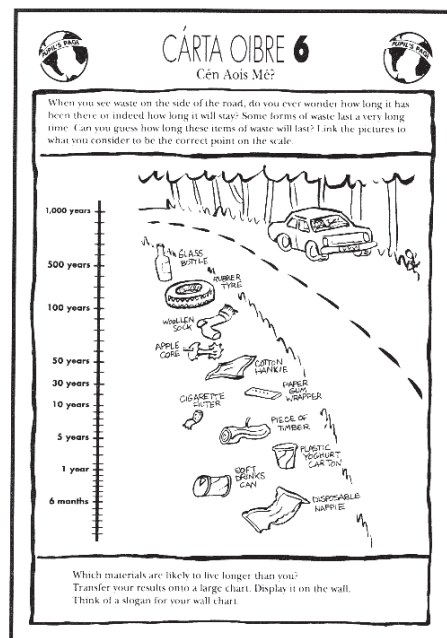 PUPIL'S PAGE
CÁRTA OIBRE 6
PUPIL'S PAGE
Cén Aois Mé?
When you see waste on the side of the road, do you ever wonder how long it has
been there or indeed how long it will stay? Some forms of waste last a very long
time. Can you guess how long these items of waste will last? Link the pictures to
what you consider to be the correct point on the scale.
1,000 years
500 years
100 years
50 years
30 years
10 years
5 years
1 year
6 months
GLASS
BOTTLE
RUBBER
TYRE
WOOLLEN
SOCK
APPLE
CORE
COTTON
HANKIE
CIGARETTE
FILTER
PAPER
GUM
WRAPPER
PIECE OF
TIMBER
PLASTIC
YOGHURT
CARTON
SOFT
DRINKS
CAN
DISPOSABLE
NAPPIE
Which materials are likely to live longer than you?
Transfer your results onto a large chart. Display it on the wall.
Think of a slogan for your wall chart.